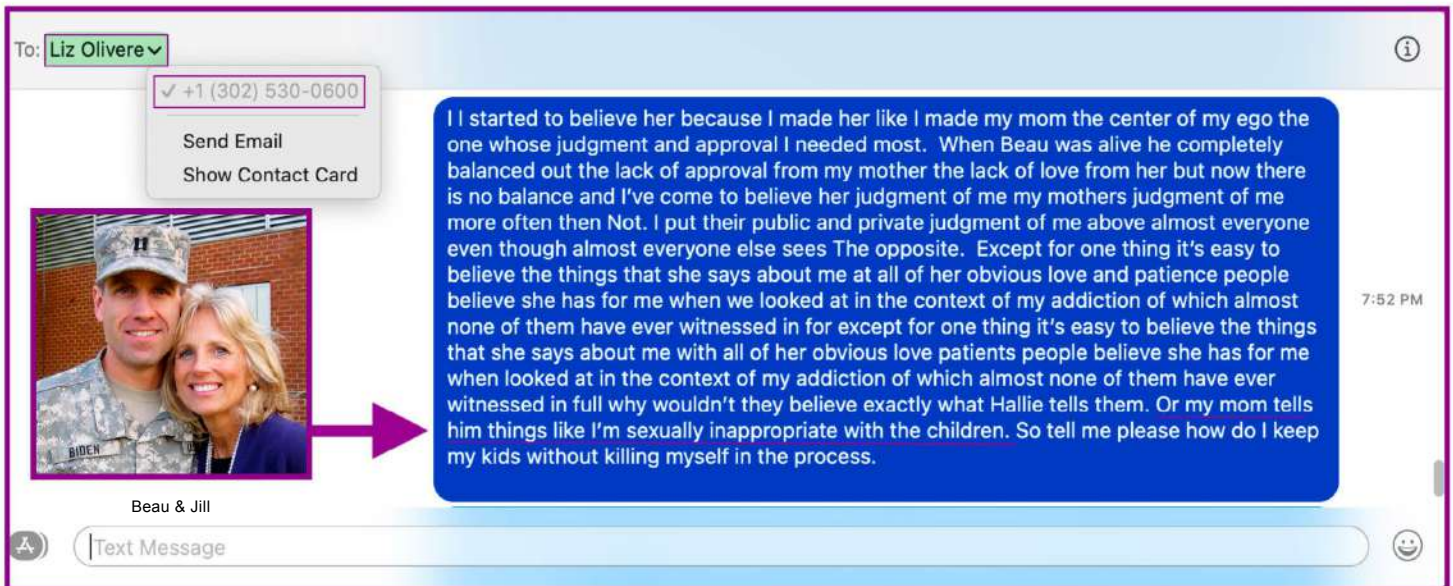 To: Liz Olivere
✓ +1 (302) 530-0600
Send Email
Show Contact Card
I I started to believe her because I made her like I made my mom the center of my ego the
one whose judgment and approval I needed most. When Beau was alive he completely
balanced out the lack of approval from my mother the lack of love from her but now there
is no balance and I've come to believe her judgment of me my mothers judgment of me
more often then Not. I put their public and private judgment of me above almost everyone
even though almost everyone else sees The opposite. Except for one thing it's easy to
believe the things that she says about me at all of her obvious love and patience people
believe she has for me when we looked at in the context of my addiction of which almost
none of them have ever witnessed in for except for one thing it's easy to believe the things
that she says about me with all of her obvious love patients people believe she has for me
when looked at in the context of my addiction of which almost none of them have ever
witnessed in full why wouldn't they believe exactly what Hallie tells them. Or my mom tells
him things like I'm sexually inappropriate with the children. So tell me please how do I keep
my kids without killing myself in the process.
7:52 PM
BIDEN
Beau & Jill
Text Message